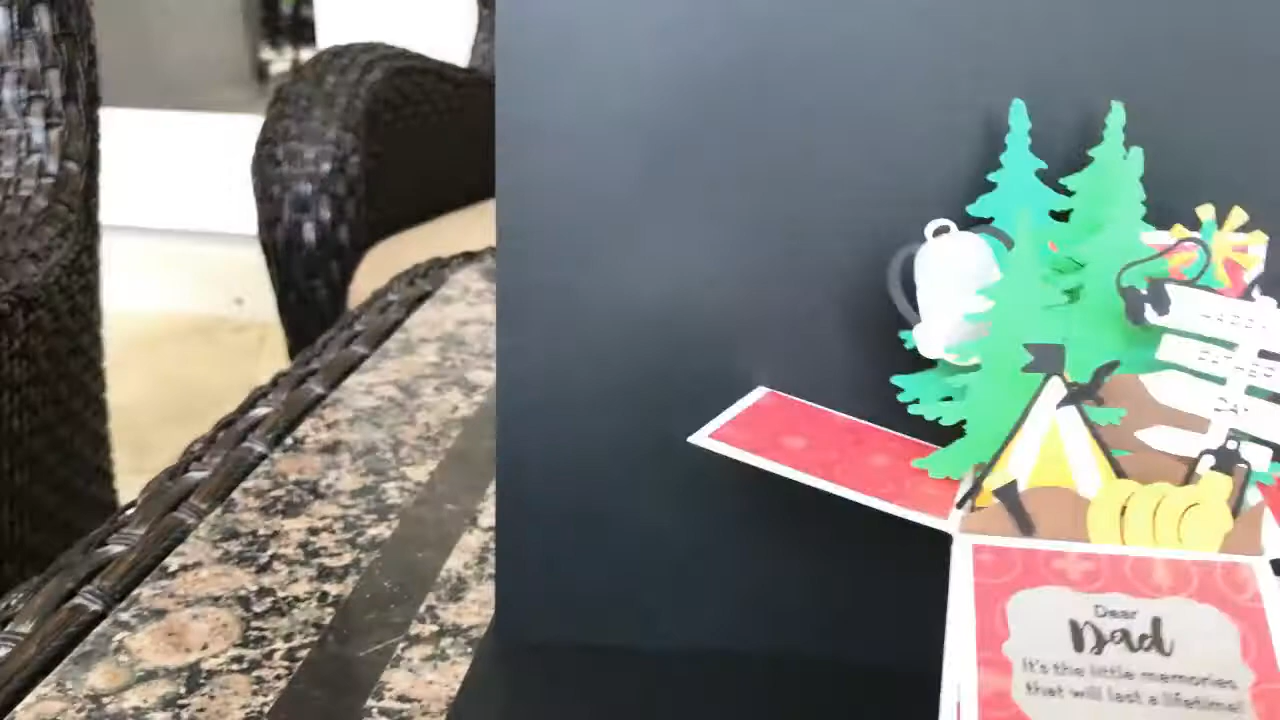 Dear
Dad
It's the little memories
that will last a lifetime!